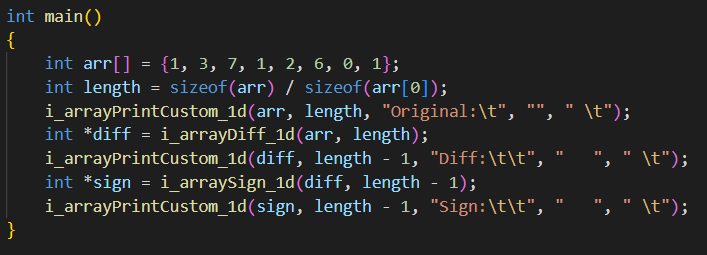 int main()
{
    int arr[] = {1, 3, 7, 1, 2, 6, 0, 1};
    int length = sizeof(arr) / sizeof(arr[0]);
    i_arrayPrintCustom_1d(arr, length, "Original:\t", "", " \t");
    int *diff = i_arrayDiff_1d(arr, length);
    i_arrayPrintCustom_1d(diff, length - 1, "Diff:\t\t", "   ", " \t");
    int *sign = i_arraySign_1d(diff, length - 1);
    i_arrayPrintCustom_1d(sign, length - 1, "Sign:\t\t", "   ", " \t");
}